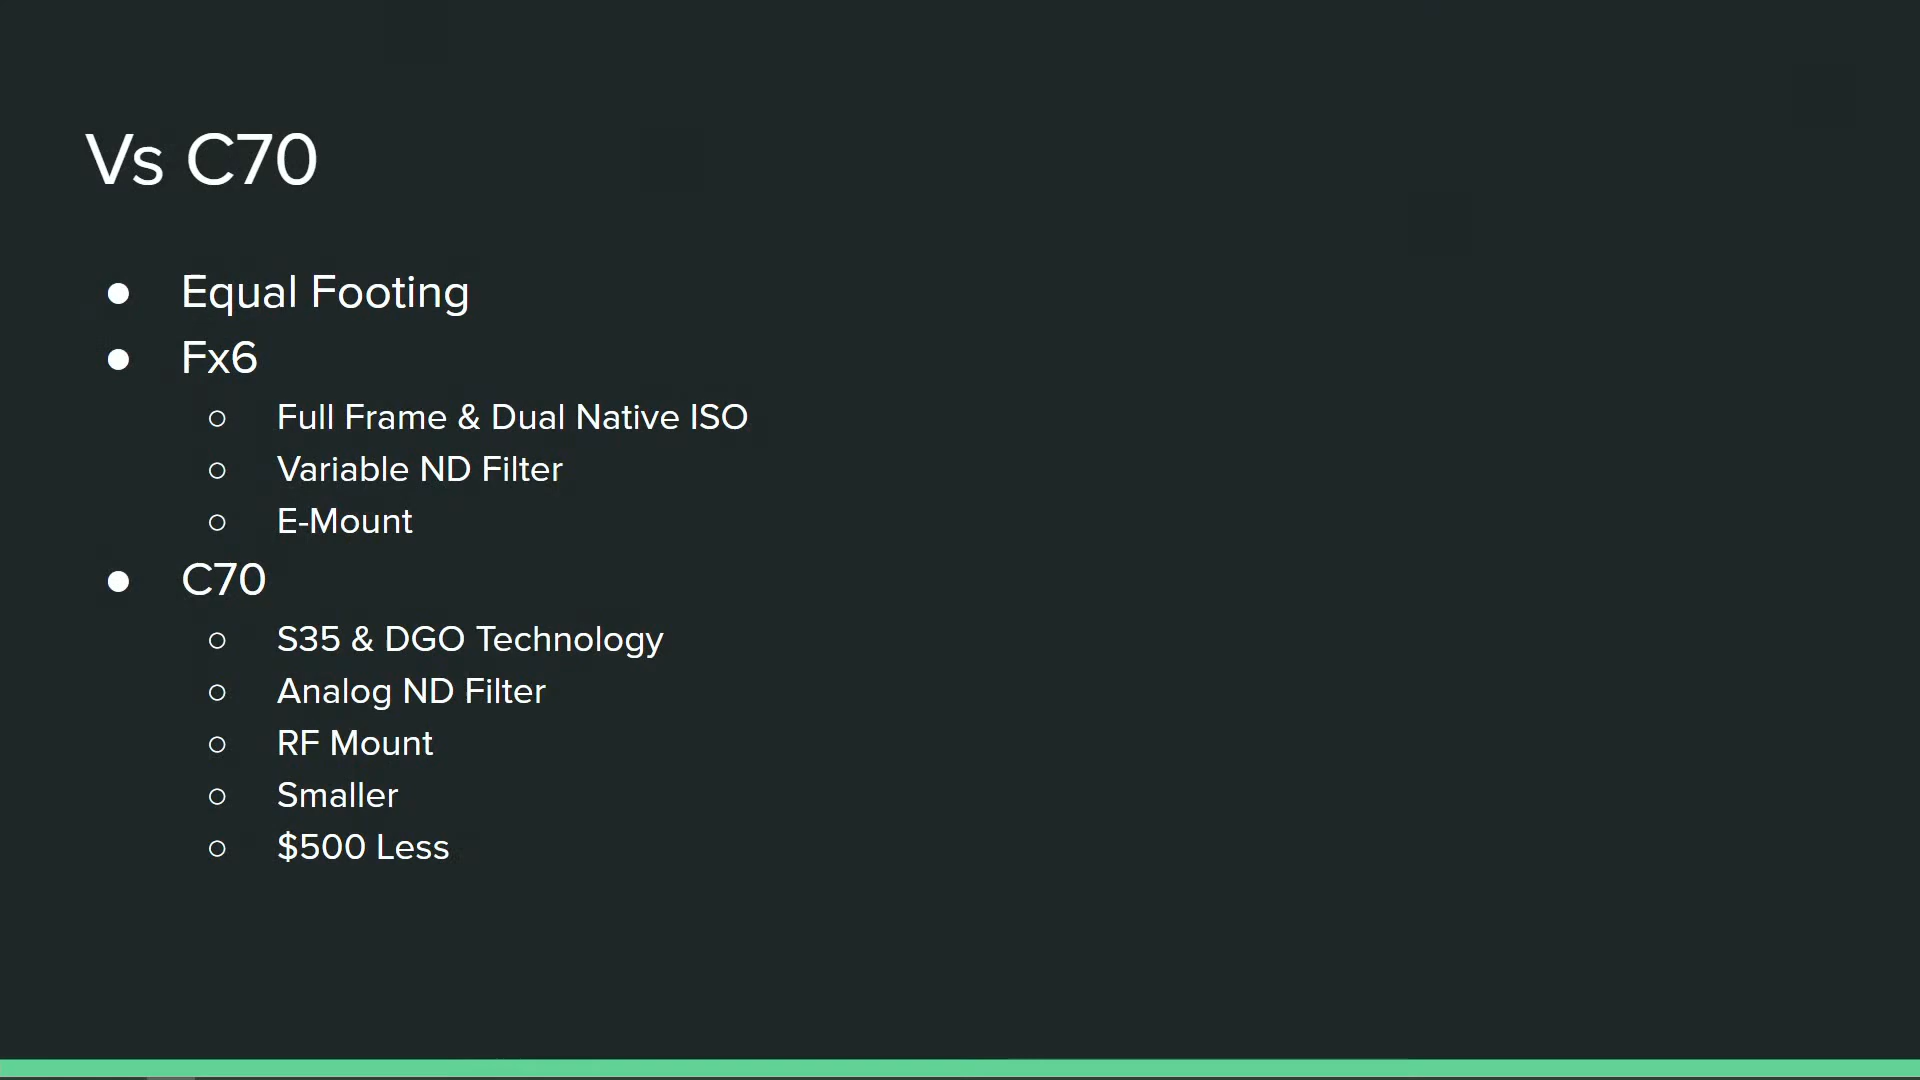 Vs C70
● Equal Footing
● Fx6
○ Full Frame & Dual Native ISO
○ Variable ND Filter
○ E-Mount
● C70
○ S35 & DGO Technology
○ Analog ND Filter
○ RF Mount
○ Smaller
○ $500 Less